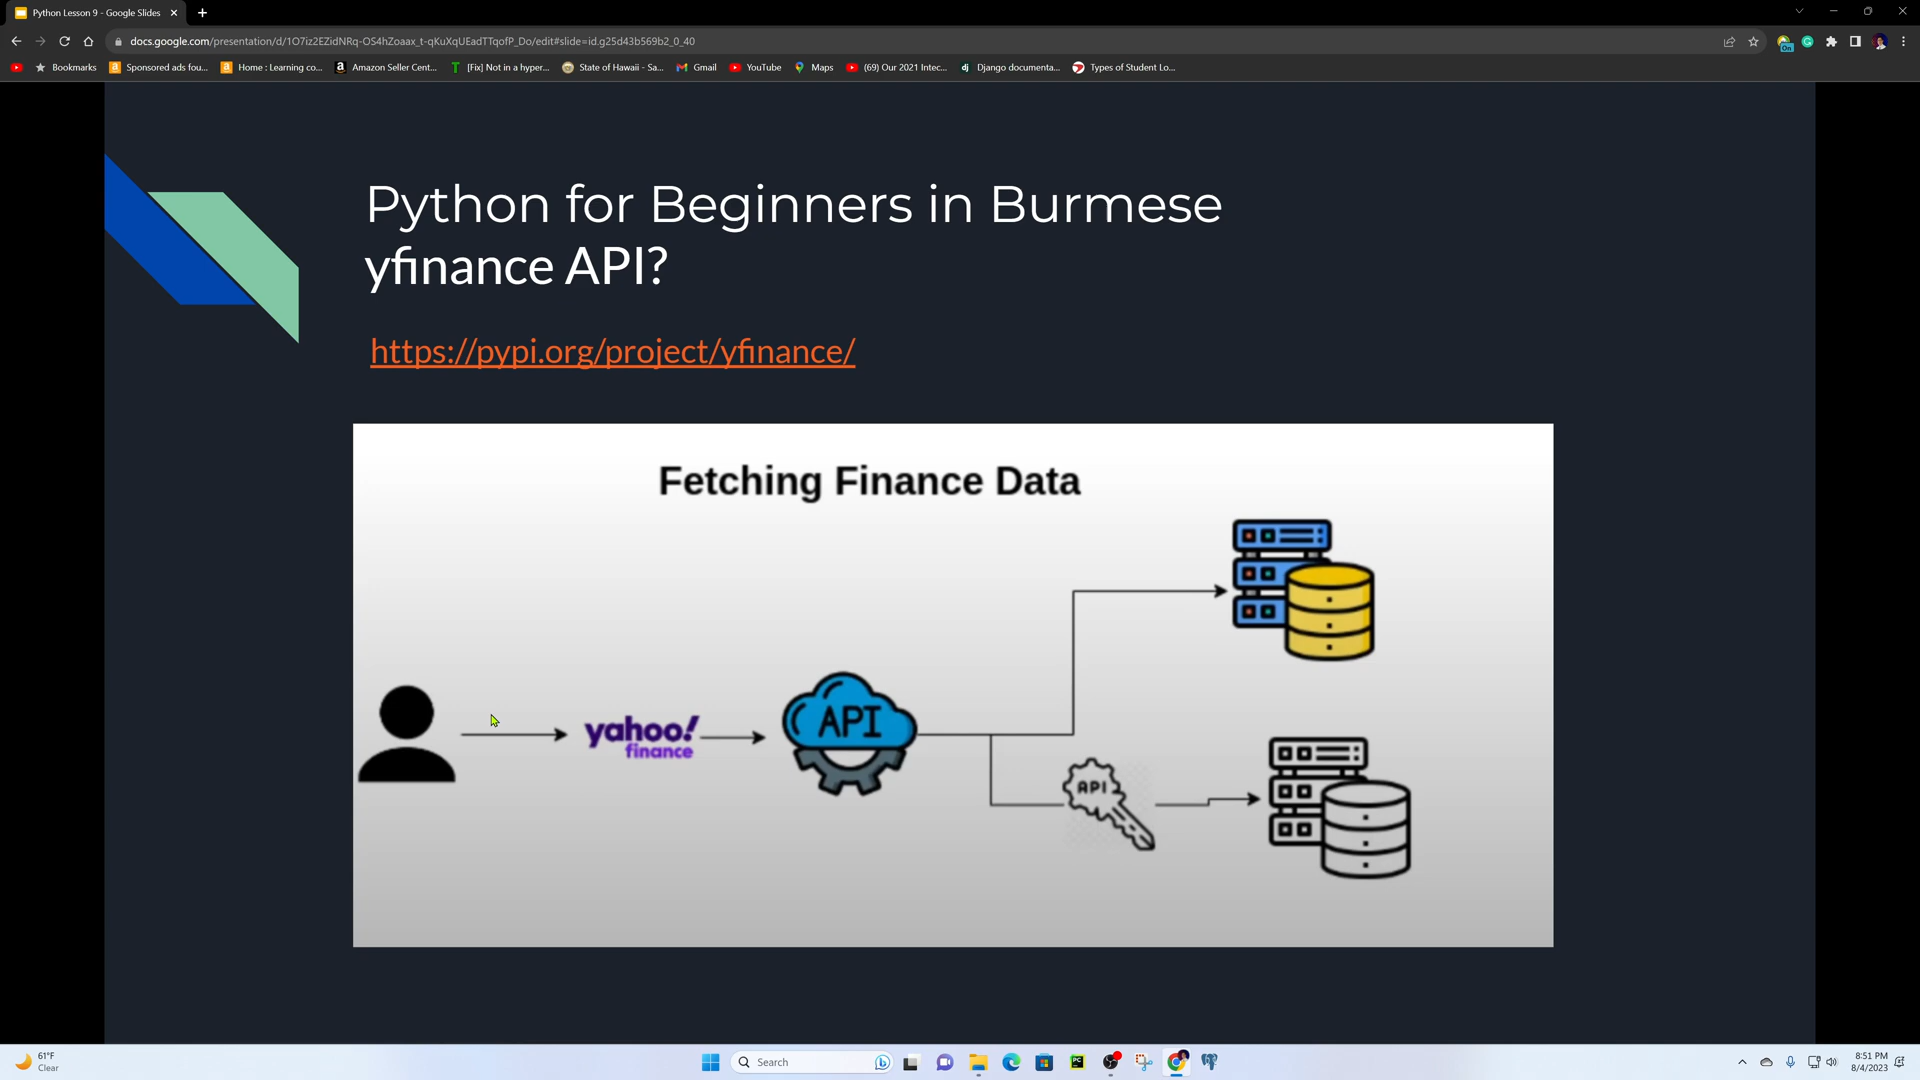 Python Lesson 9 - Google Slides
docs.google.com/presentation/d/1O7iz2EZidNRq-OS4hZoaax_t-qKuXqUEadTTqofP_Do/edit#slide=id.g25d43b569b2_0_40
On
Bookmarks
Sponsored ads fou...
Home : Learning co...
Amazon Seller Cent...
[Fix] Not in a hyper...
State of Hawaii - Sa...
Gmail
YouTube
Maps
(69) Our 2021 Intec...
dj
Django documenta...
Types of Student Lo...
Python for Beginners in Burmese
yfinance API?
https://pypi.org/project/yfinance/
Fetching Finance Data
yahoo!
finance
API
API
61°F
Clear
Search
PC
8:51 PM
8/4/2023